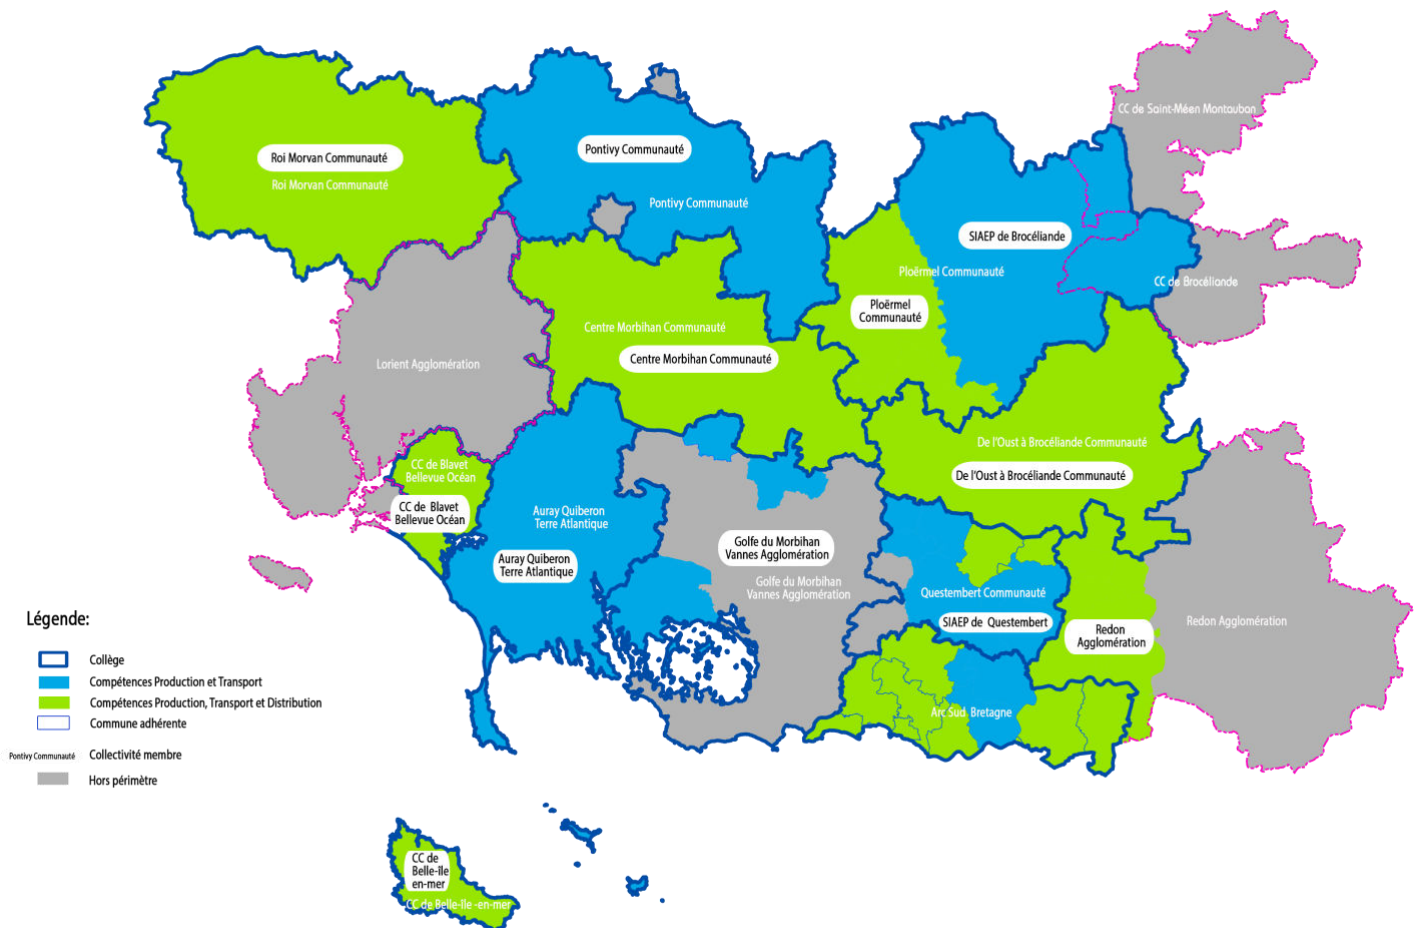 CC de Saint-Méen Montauban
Roi Morvan Communauté
Roi Morvan Communauté
Pontivy Communauté
Pontivy Communauté
SIAEP de Brocéliande
Ploërmel Communauté
CC de Brocéliande
Ploërmel
Communauté
Centre Morbihan Communauté
Centre Morbihan Communauté
Lorient Agglomération
De l'Oust à Brocéliande Communauté
De l'Oust à Brocéliande Communauté
CC de Blavet
Bellevue Océan
CC de Blavet
Bellevue Océan
Auray Quiberon
Terre Atlantique
Auray Quiberon
Terre Atlantique
Golfe du Morbihan
Vannes Agglomération
Golfe du Morbihan
Vannes Agglomération
Questembert Communauté
SIAEP de Questembert
Redon
Agglomération
Redon Agglomération
Arc Sud Bretagne
Légende:
Collège
Compétences Production et Transport
Compétences Production, Transport et Distribution
Commune adhérente
Pontivy Communauté Collectivité membre
Hors périmètre
CC de
Belle-Ile
en-mer
CC de Belle-Ile -en-mer